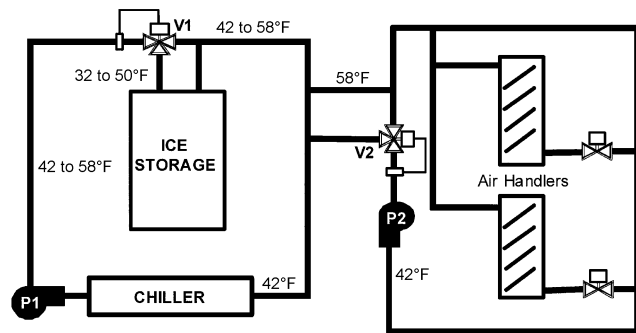 V1
42 to 58°F
32 to 50°F
58°F
ICE
STORAGE
V2
42 to 58°F
Air Handlers
P2
42°F
42°F
P1
CHILLER